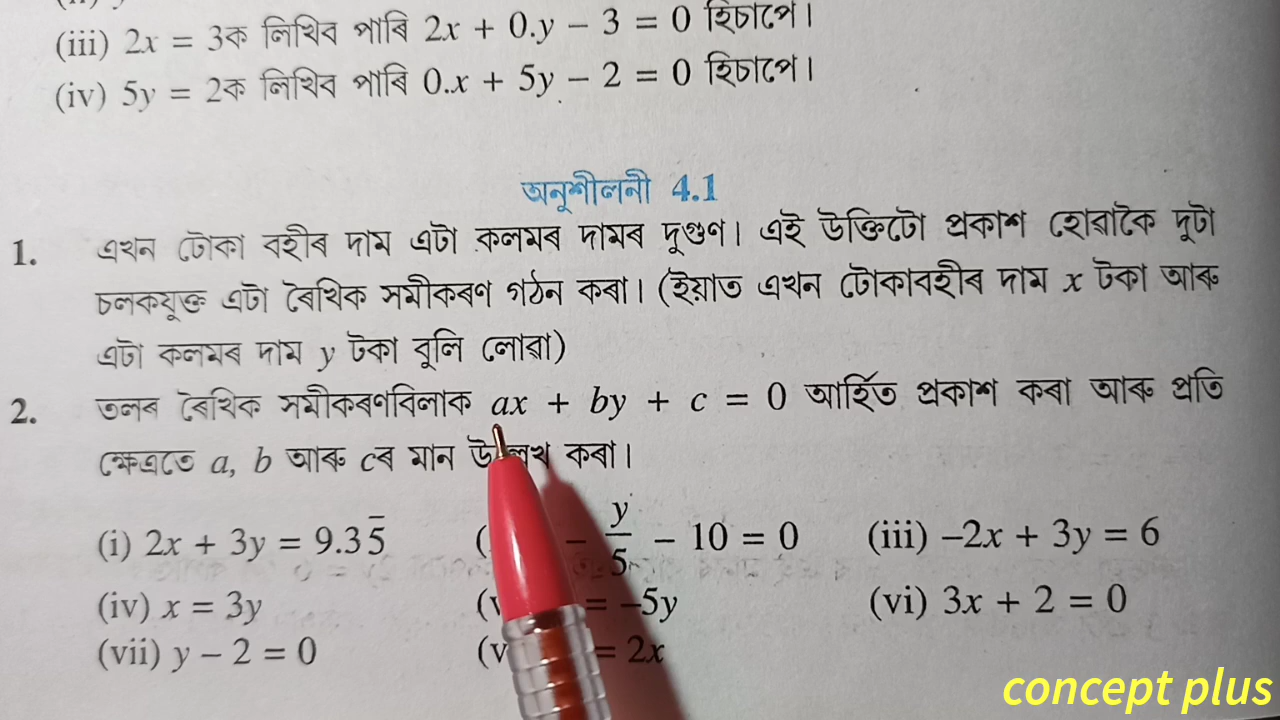 (iii) 2x = 3ক লিখিব পাৰি 2x + 0.y − 3 = 0 হিচাপে।
(iv) 5y = 2ক লিখিব পাৰি 0.x + 5y − 2 = 0 হিচাপে।
অনুশীলনী 4.1
1. এখন টোকা বহীৰ দাম এটা কলমৰ দামৰ দুগুণ। এই উক্তিটো প্ৰকাশ হোৱাকৈ দুটা
চলকযুক্ত এটা ৰৈখিক সমীকৰণ গঠন কৰা। (ইয়াত এখন টোকাবহীৰ দাম x টকা আৰু
এটা কলমৰ দাম y টকা বুলি লোৱা)
2. তলৰ ৰৈখিক সমীকৰণবিলাক ax + by + c = 0 আৰ্হিত প্ৰকাশ কৰা আৰু প্ৰতি
ক্ষেত্ৰতে a, b আৰু cৰ মান কৰা।
(i) 2x + 3y = 9.35̅ ( − y/5 − 10 = 0 (iii) −2x + 3y = 6
(iv) x = 3y (v = −5y (vi) 3x + 2 = 0
(vii) y − 2 = 0 (v = 2x
concept plus